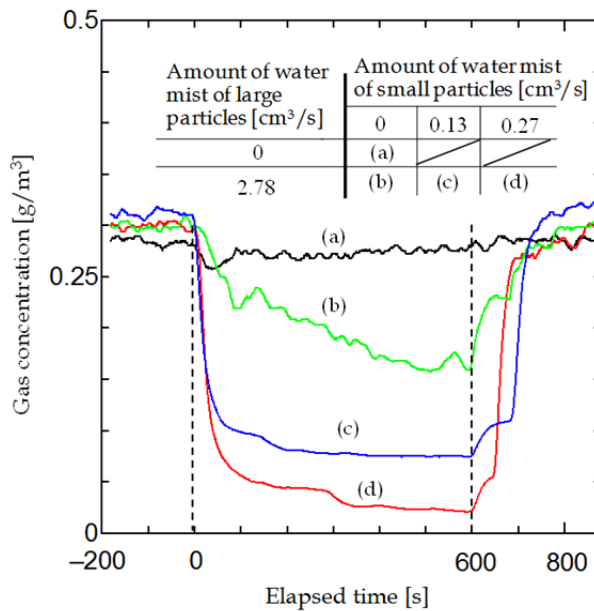 0.5
Amount of water
mist of large
particles [cm³/s]
Amount of water mist
of small particles [cm³/s]
0 0.13 0.27
0 (a)
2.78 (b) (c) (d)
Gas concentration [g/m³]
0.25
(a)
(b)
(c)
(d)
0
−200 0 600 800
Elapsed time [s]